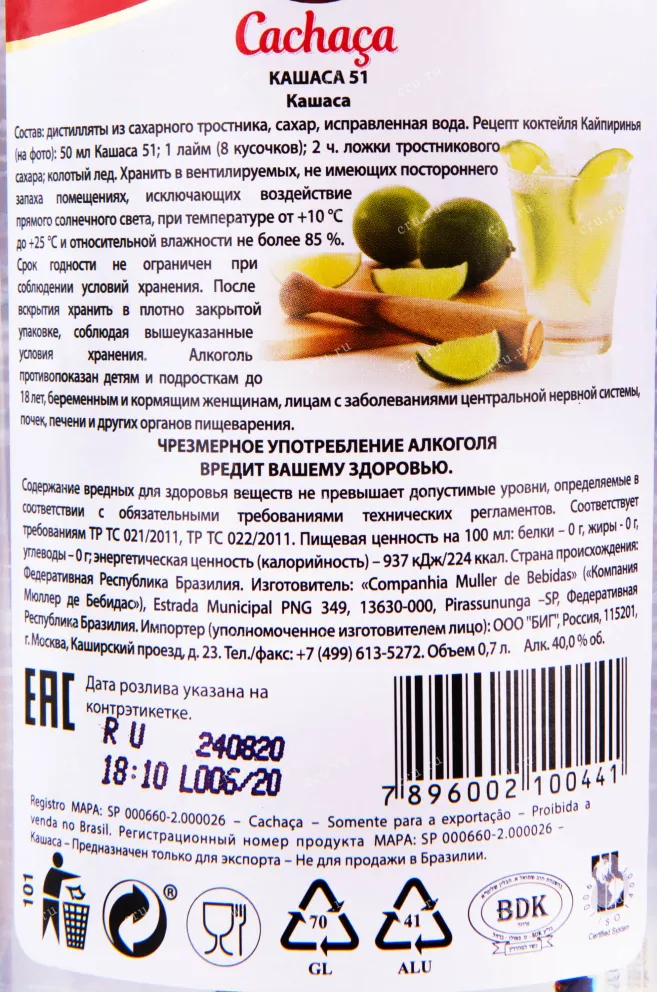 Cachaça
КАШАСА 51
Кашаса
Состав: дистилляты из сахарного тростника, сахар, исправленная вода. Рецепт коктейля Кайпиринья
(на фото): 50 мл Кашаса 51; 1 лайм (8 кусочков); 2 ч. ложки тростникового
сахара; колотый лед. Хранить в вентилируемых, не имеющих постороннего
запаха помещениях, исключающих воздействие
прямого солнечного света, при температуре от +10 °С
до +25 °С и относительной влажности не более 85 %.
Срок годности не ограничен при
соблюдении условий хранения. После
вскрытия хранить в плотно закрытой
упаковке, соблюдая вышеуказанные
условия хранения. Алкоголь
противопоказан детям и подросткам до
18 лет, беременным и кормящим женщинам, лицам с заболеваниями центральной нервной системы,
почек, печени и других органов пищеварения.
ЧРЕЗМЕРНОЕ УПОТРЕБЛЕНИЕ АЛКОГОЛЯ
ВРЕДИТ ВАШЕМУ ЗДОРОВЬЮ.
Содержание вредных для здоровья веществ не превышает допустимые уровни, определяемые в
соответствии с обязательными требованиями технических регламентов. Соответствует
требованиям ТР ТС 021/2011, ТР ТС 022/2011. Пищевая ценность на 100 мл: белки – 0 г, жиры - 0 г,
углеводы – 0 г; энергетическая ценность (калорийность) – 937 кДж/224 ккал. Страна происхождения:
Федеративная Республика Бразилия. Изготовитель: «Companhia Muller de Bebidas» («Компания
Мюллер де Бебидас»), Estrada Municipal PNG 349, 13630-000, Pirassununga –SP, Федеративная
Республика Бразилия. Импортер (уполномоченное изготовителем лицо): ООО "БИГ", Россия, 115201,
г. Москва, Каширский проезд, д. 23. Тел./факс: +7 (499) 613-5272. Объем 0,7 л. Алк. 40,0 % об.
EAC
Дата розлива указана на
контрэтикетке.
RU 240820
18:10 L006/20
7 896002 100441
Registro MAPA: SP 000660-2.000026 – Cachaça – Somente para a exportação – Proibida a
venda no Brasil. Регистрационный номер продукта MAPA: SP 000660-2.000026 –
Кашаса – Предназначен только для экспорта – Не для продажи в Бразилии.
101
®
70
GL
41
ALU
BDK
ISO
Certified System